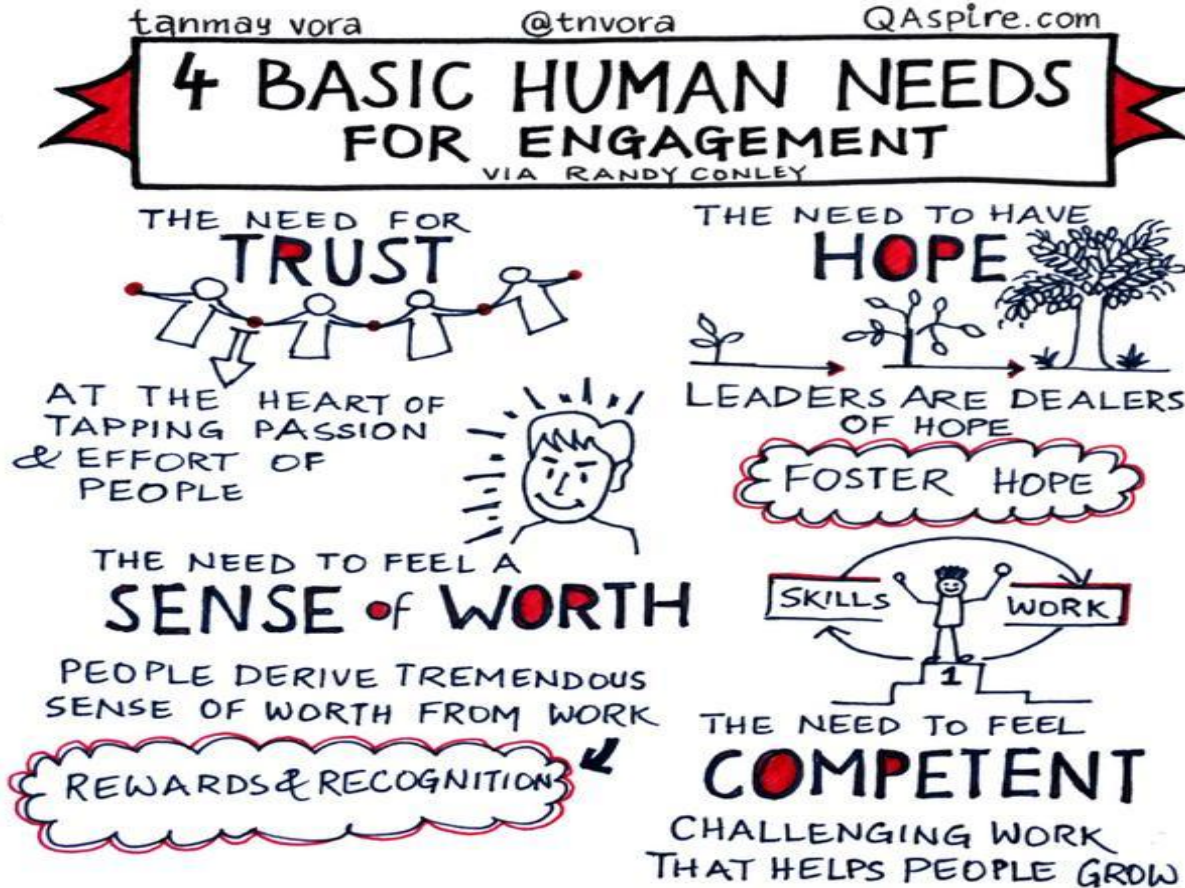 tanmay vora @tnvora QAspire.com
4 BASIC HUMAN NEEDS
FOR ENGAGEMENT
VIA RANDY CONLEY
THE NEED FOR
TRUST
AT THE HEART OF
TAPPING PASSION
& EFFORT OF
PEOPLE
THE NEED TO HAVE
HOPE
LEADERS ARE DEALERS
OF HOPE
FOSTER HOPE
THE NEED TO FEEL A
SENSE of WORTH
PEOPLE DERIVE TREMENDOUS
SENSE OF WORTH FROM WORK
REWARDS & RECOGNITION
SKILLS
WORK
1
THE NEED TO FEEL
COMPETENT
CHALLENGING WORK
THAT HELPS PEOPLE GROW